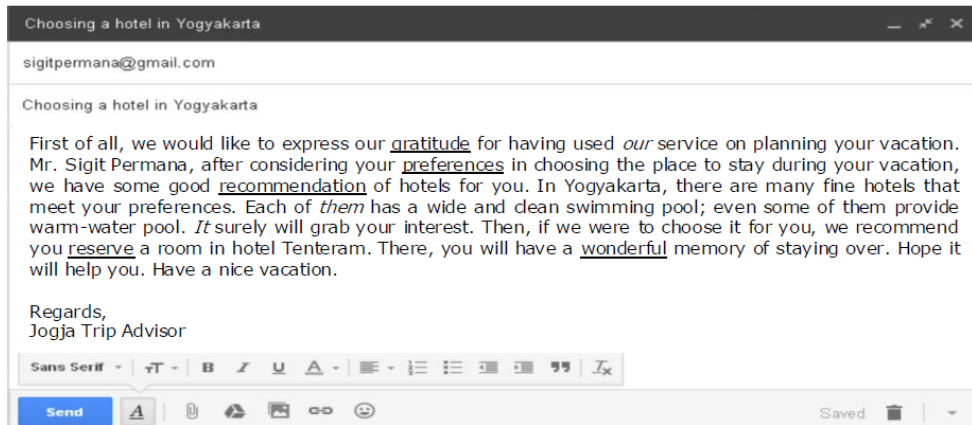 Choosing a hotel in Yogyakarta
sigitpermana@gmail.com
Choosing a hotel in Yogyakarta
First of all, we would like to express our gratitude for having used our service on planning your vacation.
Mr. Sigit Permana, after considering your preferences in choosing the place to stay during your vacation,
we have some good recommendation of hotels for you. In Yogyakarta, there are many fine hotels that
meet your preferences. Each of them has a wide and clean swimming pool; even some of them provide
warm-water pool. It surely will grab your interest. Then, if we were to choose it for you, we recommend
you reserve a room in hotel Tenteram. There, you will have a wonderful memory of staying over. Hope it
will help you. Have a nice vacation.
Regards,
Jogja Trip Advisor
Sans Serif
Send
Saved